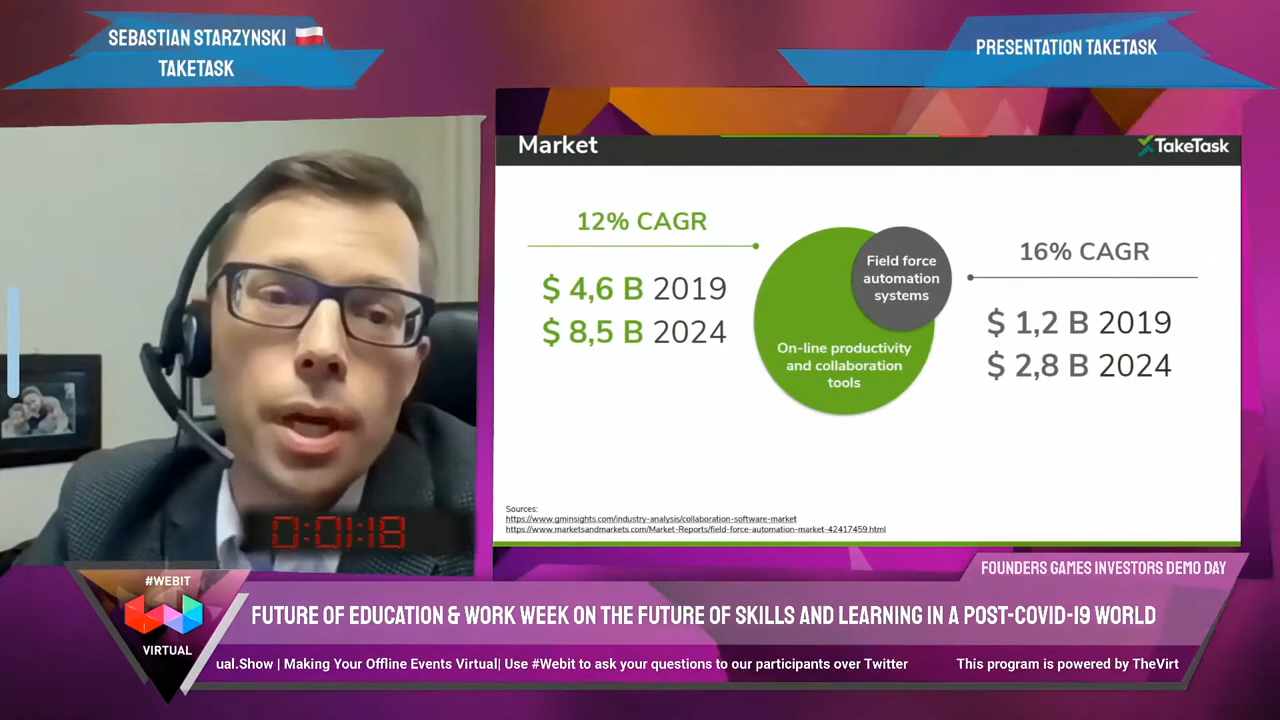 SEBASTIAN STARZYNSKI
TAKETASK
PRESENTATION TAKETASK
Market
TakeTask
12% CAGR
$ 4,6 B 2019
$ 8,5 B 2024
Field force
automation
systems
On-line productivity
and collaboration
tools
16% CAGR
$ 1,2 B 2019
$ 2,8 B 2024
Sources:
https://www.gminsights.com/industry-analysis/collaboration-software-market
https://www.marketsandmarkets.com/Market-Reports/field-force-automation-market-42417459.html
0:01:18
FOUNDERS GAMES INVESTORS DEMO DAY
#WEBIT
VIRTUAL
FUTURE OF EDUCATION & WORK WEEK ON THE FUTURE OF SKILLS AND LEARNING IN A POST-COVID-19 WORLD
ual.Show | Making Your Offline Events Virtual| Use #Webit to ask your questions to our participants over Twitter
This program is powered by TheVirt